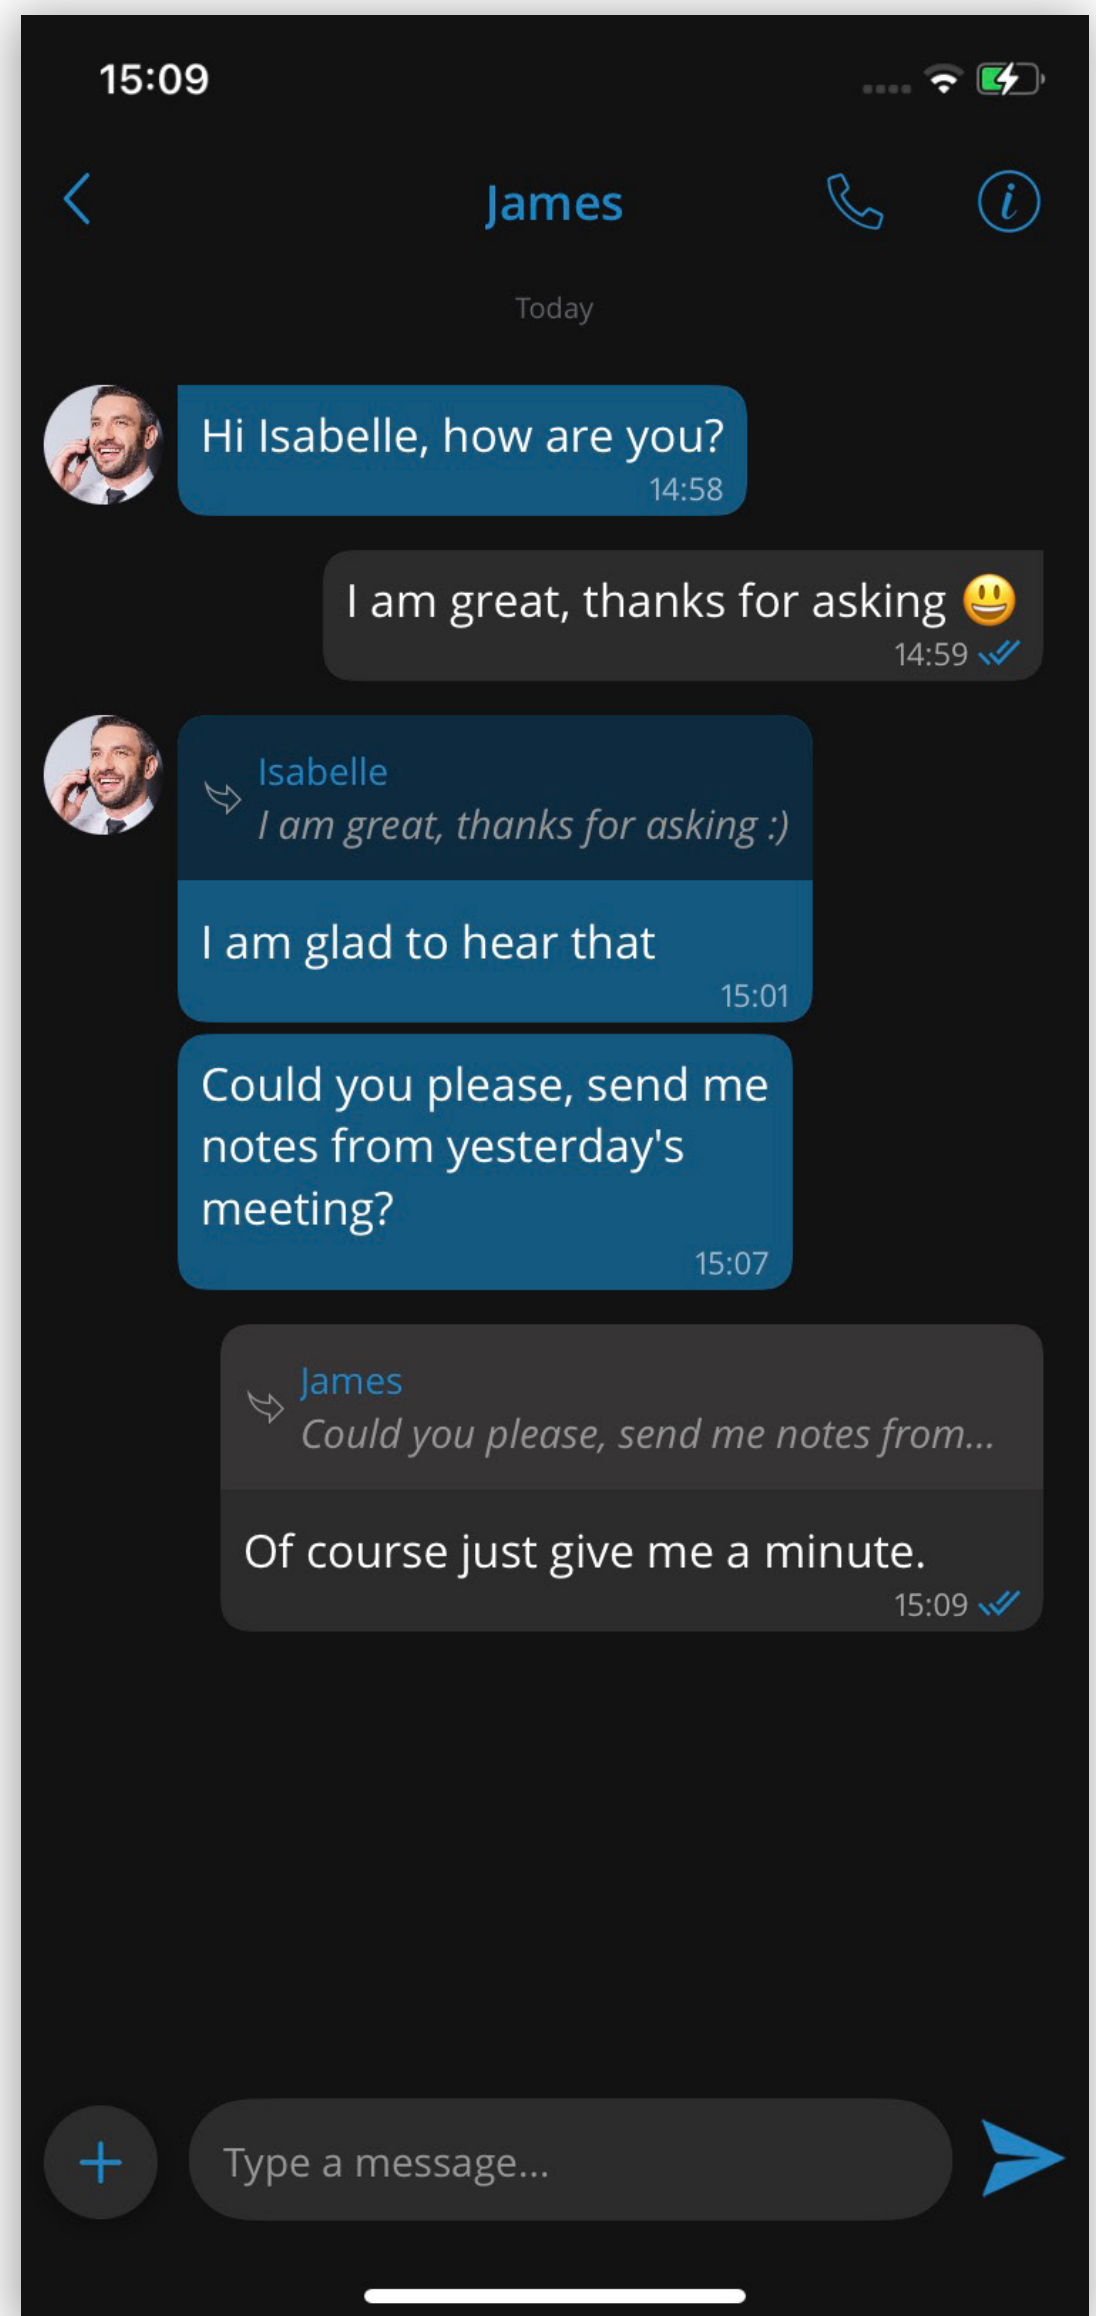 15:09
James
Today
Hi Isabelle, how are you?
14:58
I am great, thanks for asking 😃
14:59
Isabelle
I am great, thanks for asking :)
I am glad to hear that
15:01
Could you please, send me
notes from yesterday's
meeting?
15:07
James
Could you please, send me notes from...
Of course just give me a minute.
15:09
Type a message...